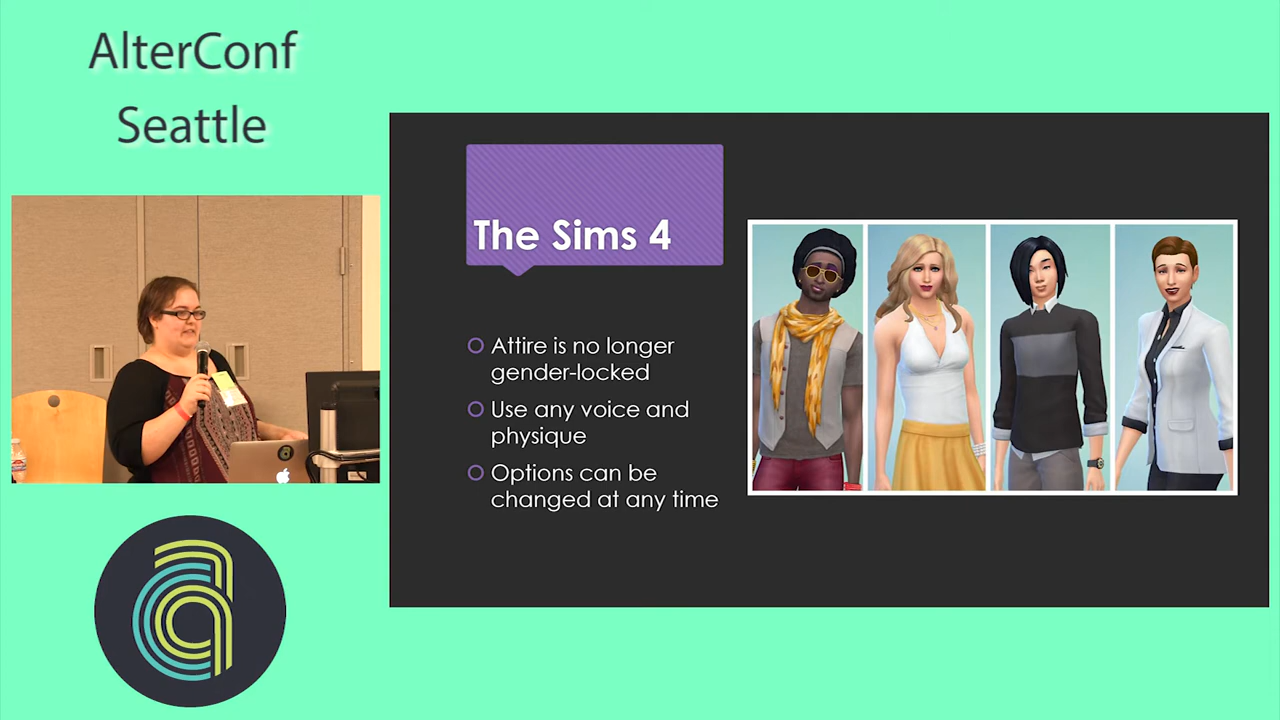 AlterConf
Seattle
The Sims 4
Attire is no longer
gender-locked
Use any voice and
physique
Options can be
changed at any time